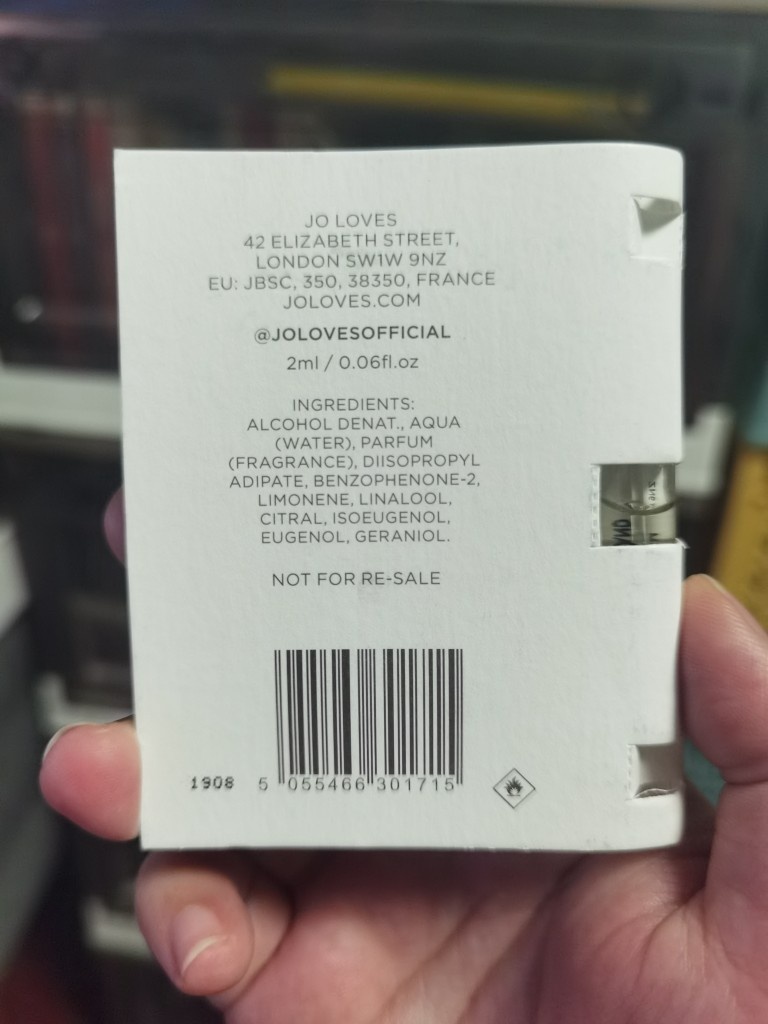 JO LOVES
42 ELIZABETH STREET,
LONDON SW1W 9NZ
EU: JBSC, 350, 38350, FRANCE
JOLOVES.COM
@JOLOVESOFFICIAL
2ml / 0.06fl.oz
INGREDIENTS:
ALCOHOL DENAT., AQUA
(WATER), PARFUM
(FRAGRANCE), DIISOPROPYL
ADIPATE, BENZOPHENONE-2,
LIMONENE, LINALOOL,
CITRAL, ISOEUGENOL,
EUGENOL, GERANIOL.
NOT FOR RE-SALE
1908 5 055466 301715